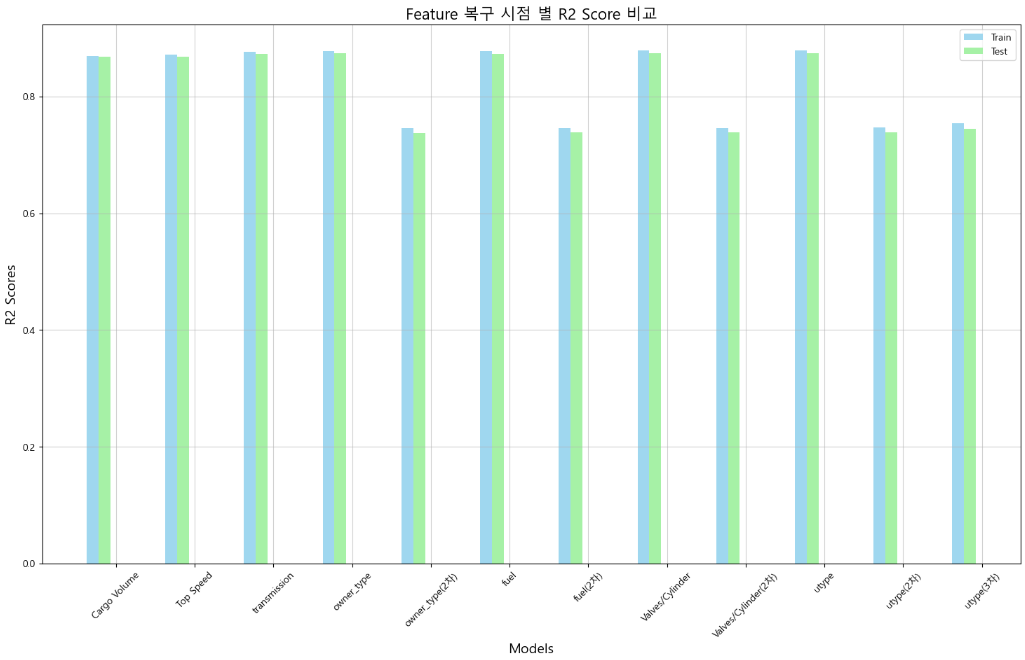 Feature 복구 시점 별 R2 Score 비교
Train
Test
R2 Scores
0.8
0.6
0.4
0.2
0.0
Cargo Volume
Top Speed
transmission
owner_type
owner_type(2차)
fuel
fuel(2차)
Valves/Cylinder
Valves/Cylinder(2차)
utype
utype(2차)
utype(3차)
Models